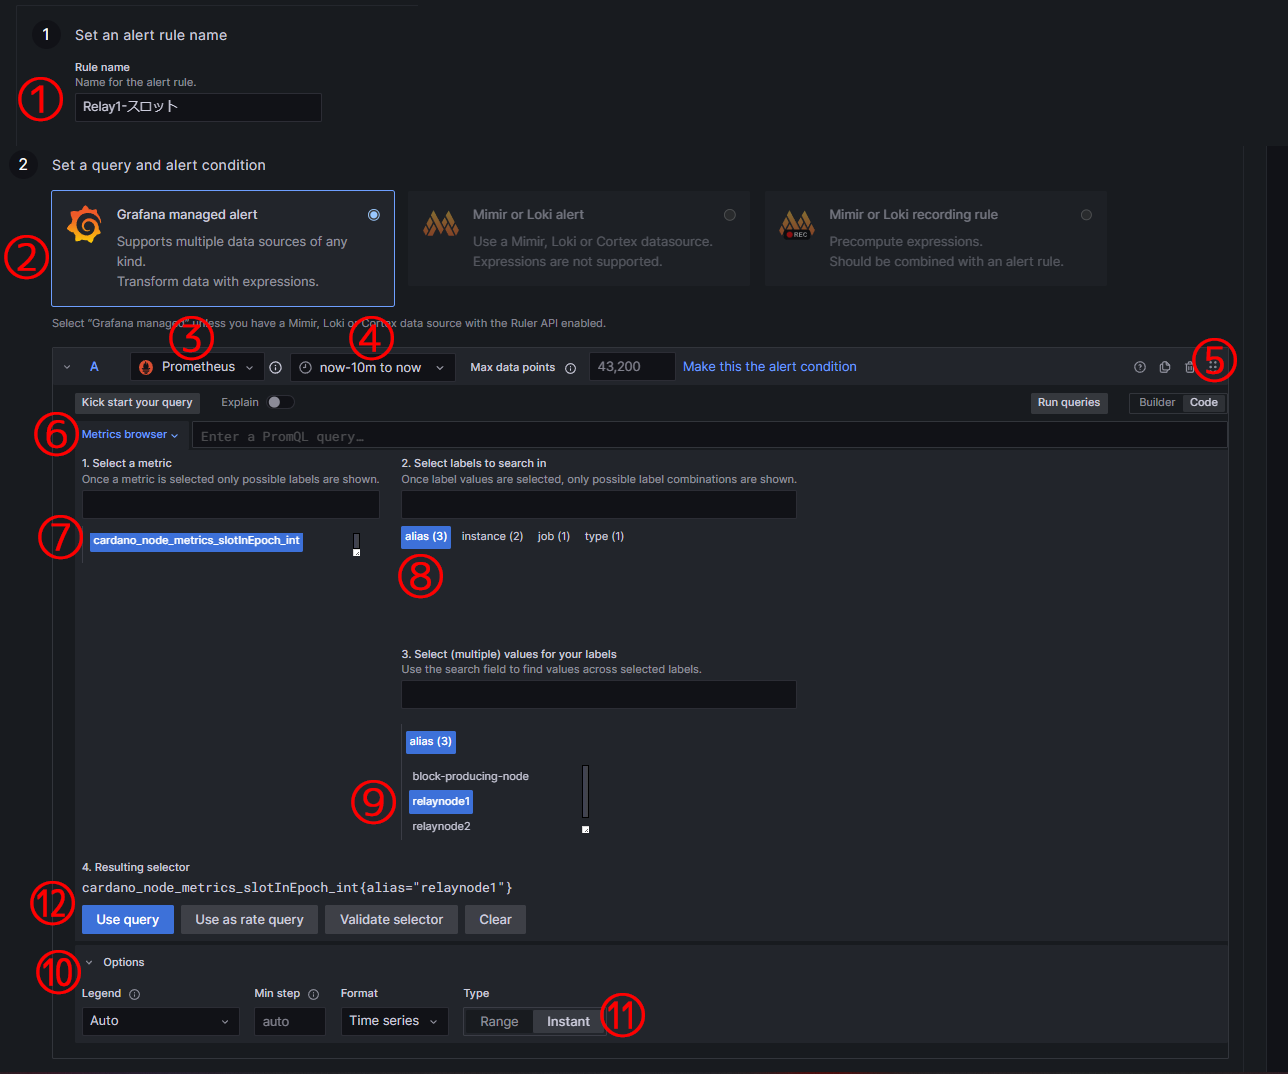 1 Set an alert rule name
Rule name
Name for the alert rule.
① Relay1-スロット
2 Set a query and alert condition
Grafana managed alert
Supports multiple data sources of any
kind.
Transform data with expressions.
②
Mimir or Loki alert
Use a Mimir, Loki or Cortex datasource.
Expressions are not supported.
REC
Mimir or Loki recording rule
Precompute expressions.
Should be combined with an alert rule.
Select “Grafana managed” unless you have a Mimir, Loki or Cortex data source with the Ruler API enabled.
③ ④ ⑤
A Prometheus now-10m to now Max data points 43,200 Make this the alert condition
Kick start your query Explain Run queries Builder Code
⑥ Metrics browser Enter a PromQL query…
1. Select a metric
Once a metric is selected only possible labels are shown.
⑦ cardano_node_metrics_slotInEpoch_int
2. Select labels to search in
Once label values are selected, only possible label combinations are shown.
alias (3) instance (2) job (1) type (1)
⑧
3. Select (multiple) values for your labels
Use the search field to find values across selected labels.
alias (3)
block-producing-node
⑨ relaynode1
relaynode2
4. Resulting selector
cardano_node_metrics_slotInEpoch_int{alias="relaynode1"}
⑫ Use query Use as rate query Validate selector Clear
⑩ Options
Legend Min step Format Type
Auto auto Time series Range Instant ⑪